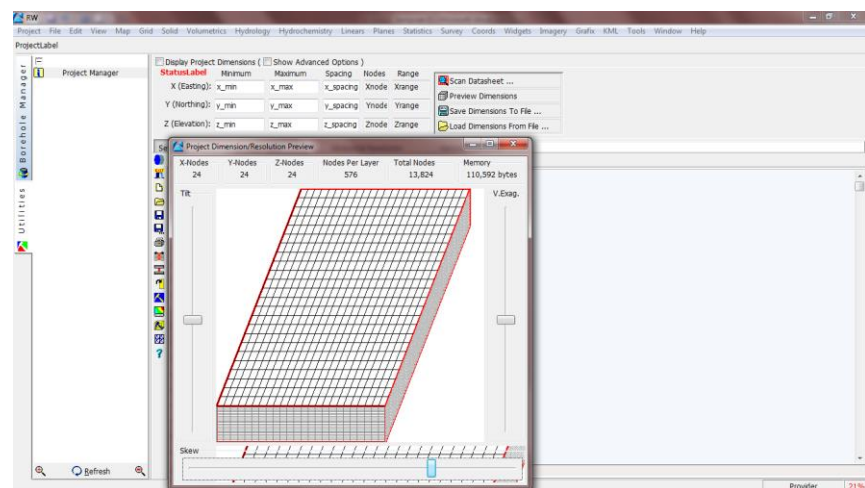 RW
Project File Edit View Map Grid Solid Volumetrics Hydrology Hydrochemistry Linears Planes Statistics Survey Coords Widgets Imagery Grafix KML Tools Window Help
ProjectLabel
Borehole Manager
Utilities
Project Manager
Display Project Dimensions ( Show Advanced Options )
StatusLabel Minimum Maximum Spacing Nodes Range
X (Easting): x_min x_max x_spacing Xnode Xrange
Y (Northing): y_min y_max y_spacing Ynode Yrange
Z (Elevation): z_min z_max z_spacing Znode Zrange
Scan Datasheet ...
Preview Dimensions
Save Dimensions To File ...
Load Dimensions From File ...
Project Dimension/Resolution Preview
X-Nodes Y-Nodes Z-Nodes Nodes Per Layer Total Nodes Memory
24 24 24 576 13,824 110,592 bytes
Tilt V.Exag.
Skew
Refresh
Provider 21%